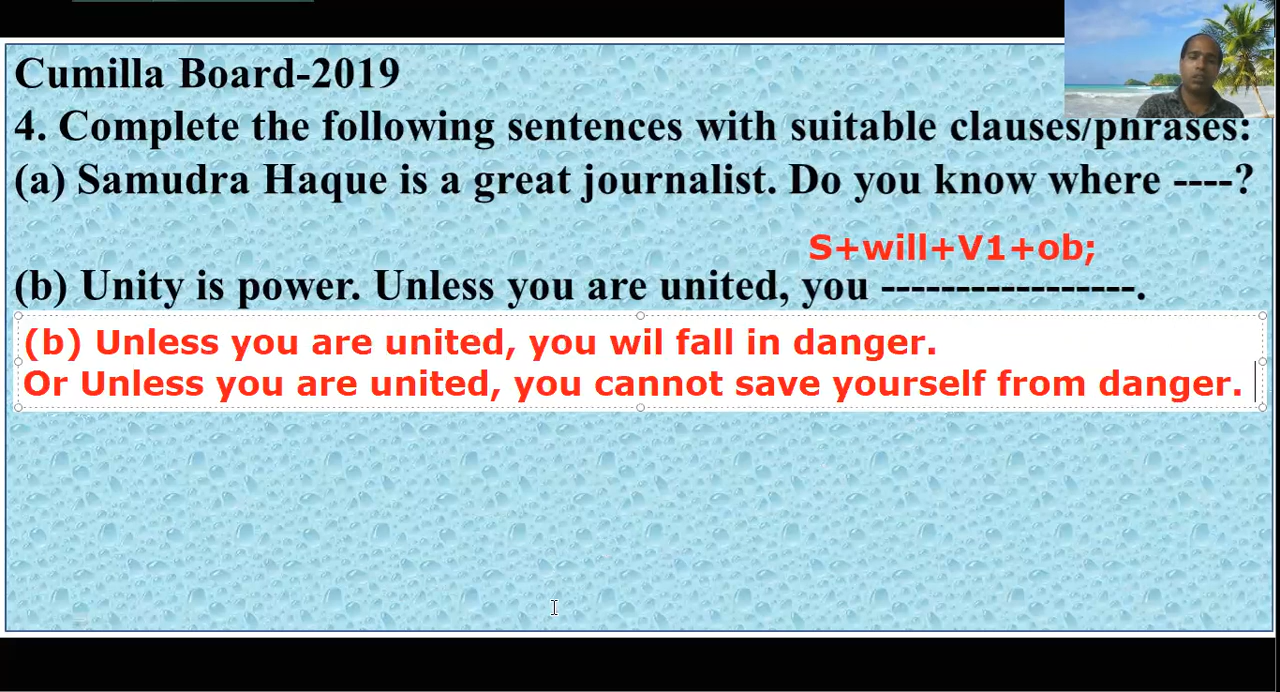 Cumilla Board-2019
4. Complete the following sentences with suitable clauses/phrases:
(a) Samudra Haque is a great journalist. Do you know where ----?
S+will+V1+ob;
(b) Unity is power. Unless you are united, you -----------------.
(b) Unless you are united, you wil fall in danger.
Or Unless you are united, you cannot save yourself from danger.